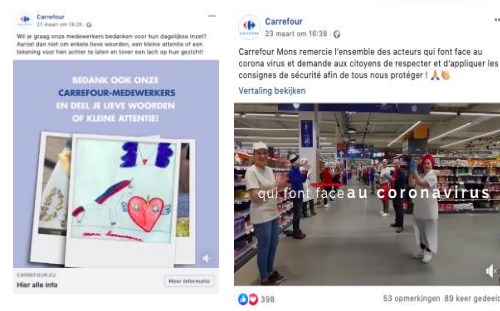 Carrefour
27 maart om 16:25 ·
Wil je graag onze medewerkers bedanken voor hun dagelijkse inzet?
Aarzel dan niet om enkele lieve woorden, een kleine attentie of een
tekening voor hen achter te laten en tover een lach op hun gezicht!
BEDANK OOK ONZE
CARREFOUR-MEDEWERKERS
EN DEEL JE LIEVE WOORDEN
OF KLEINE ATTENTIE!
CARREFOUR.EU
Hier alle info
Meer informatie
Carrefour
23 maart om 16:38 ·
Carrefour Mons remercie l'ensemble des acteurs qui font face au
corona virus et demande aux citoyens de respecter et d'appliquer les
consignes de sécurité afin de tous nous protéger ! 🙏👏
Vertaling bekijken
qui font face au coronavirus
398
53 opmerkingen 89 keer gedeeld